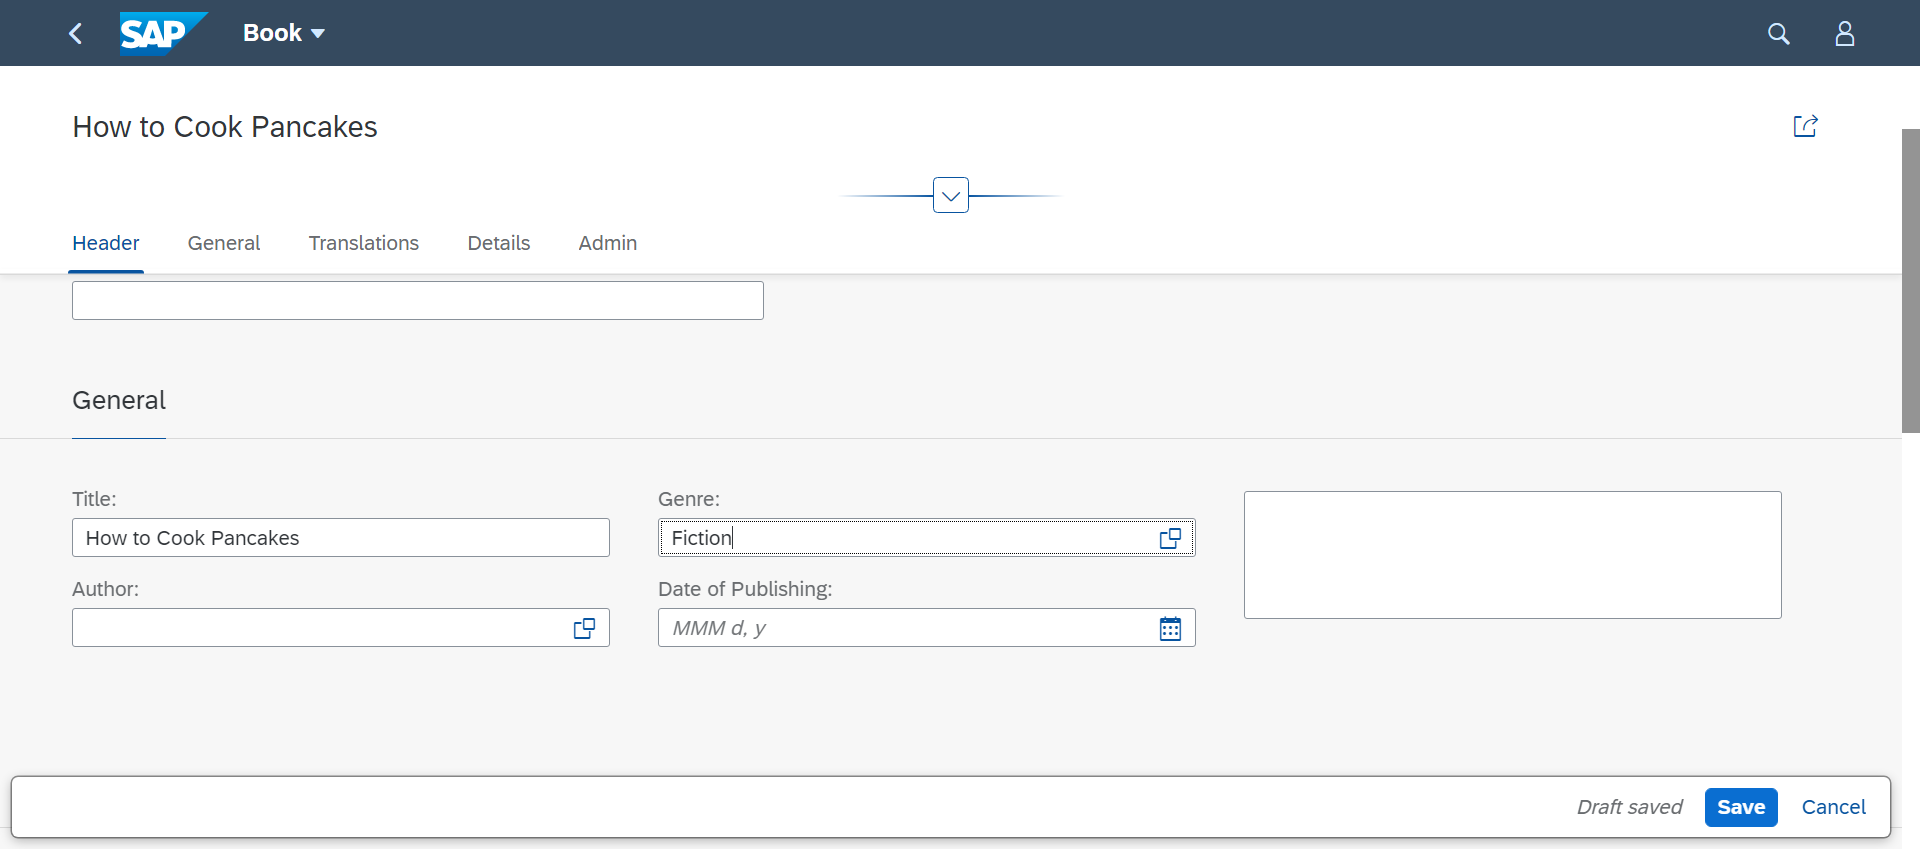 SAP
Book
How to Cook Pancakes
Header General Translations Details Admin
General
Title:
How to Cook Pancakes
Genre:
Fiction
Author:
Date of Publishing:
MMM d, y
Draft saved Save Cancel